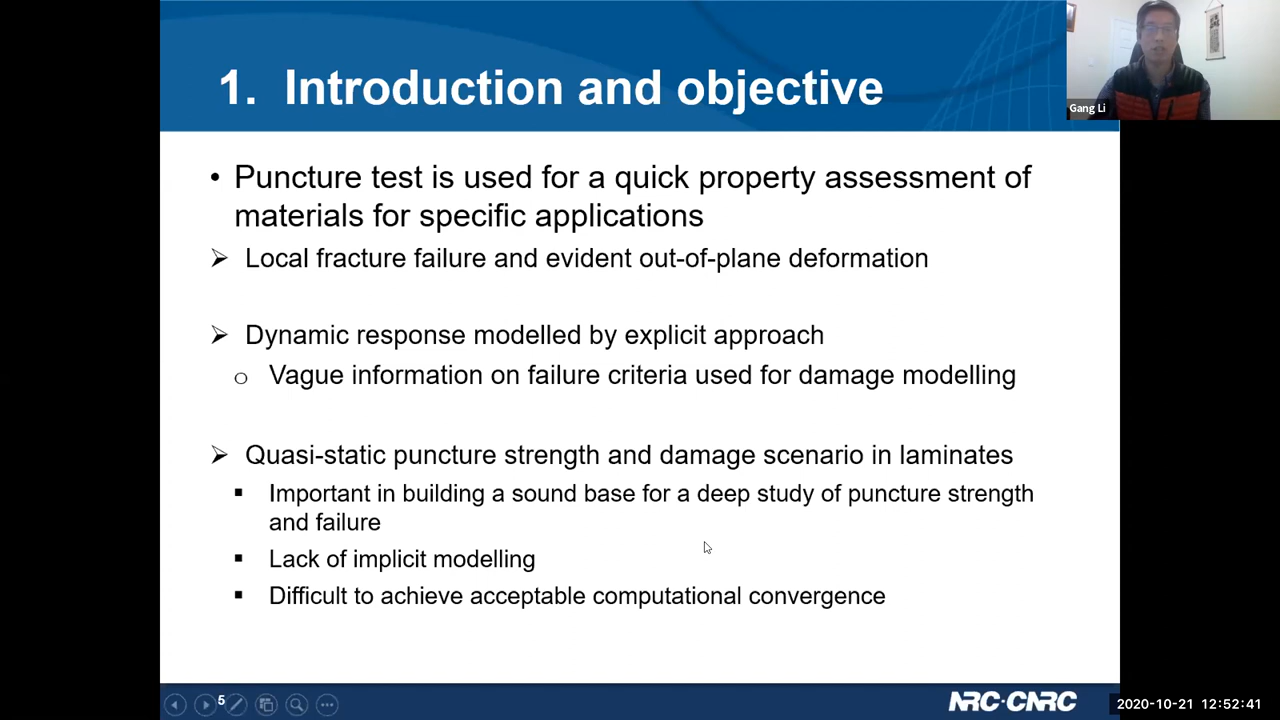 1. Introduction and objective
Gang Li
• Puncture test is used for a quick property assessment of
materials for specific applications
➢ Local fracture failure and evident out-of-plane deformation
➢ Dynamic response modelled by explicit approach
o Vague information on failure criteria used for damage modelling
➢ Quasi-static puncture strength and damage scenario in laminates
▪ Important in building a sound base for a deep study of puncture strength
and failure
▪ Lack of implicit modelling
▪ Difficult to achieve acceptable computational convergence
5
NRC·CNRC
2020-10-21 12:52:41